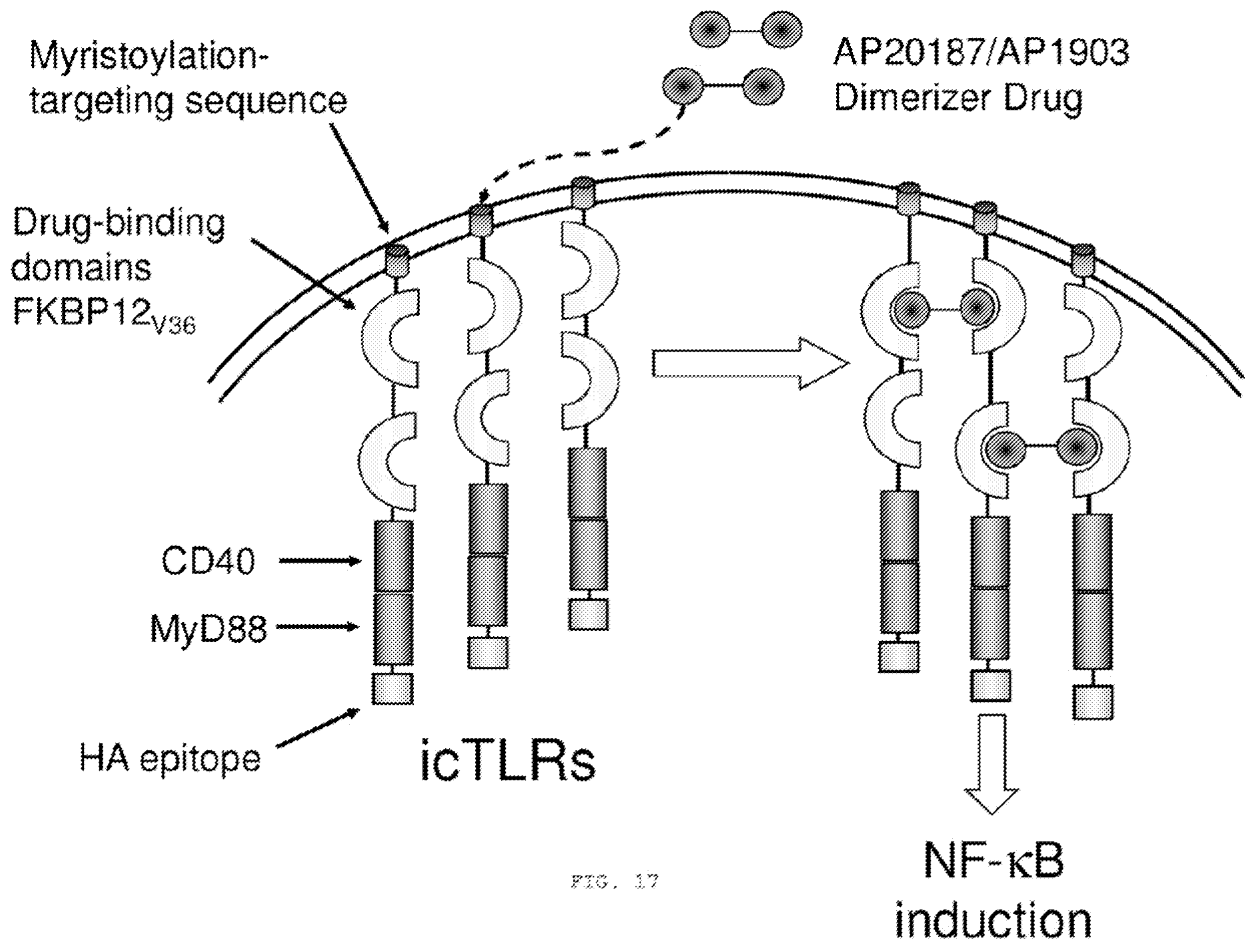 Myristoylation-
targeting sequence
AP20187/AP1903
Dimerizer Drug
Drug-binding
domains
FKBP12V36
CD40
MyD88
HA epitope
icTLRs
NF-κB
induction
FIG. 17